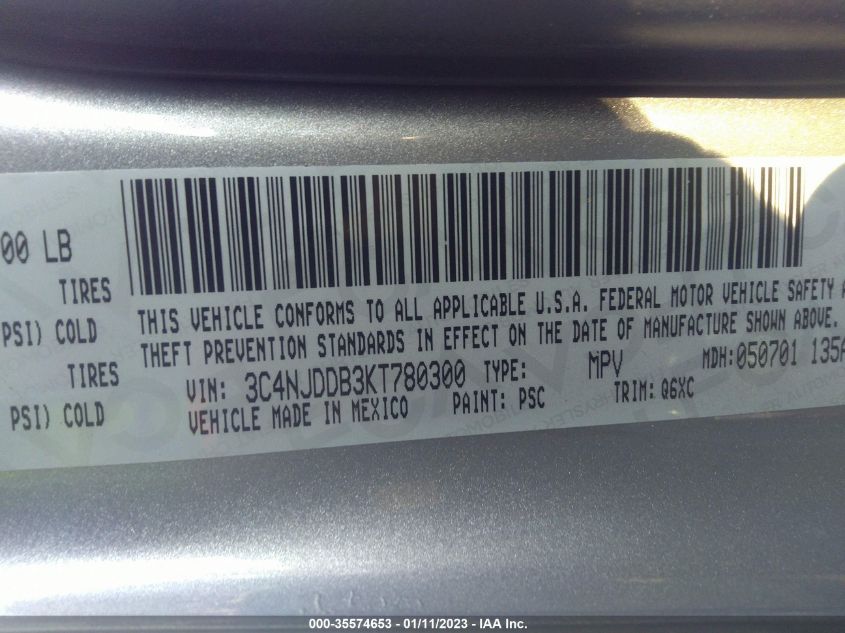 00 LB
TIRES
PSI) COLD
TIRES
PSI) COLD
THIS VEHICLE CONFORMS TO ALL APPLICABLE U.S.A. FEDERAL MOTOR VEHICLE SAFETY A
THEFT PREVENTION STANDARDS IN EFFECT ON THE DATE OF MANUFACTURE SHOWN ABOVE.
VIN: 3C4NJDDB3KT780300 TYPE: MPV MDH:050701 135A
VEHICLE MADE IN MEXICO PAINT: PSC TRIM: Q6XC
000-35574653 - 01/11/2023 - IAA Inc.